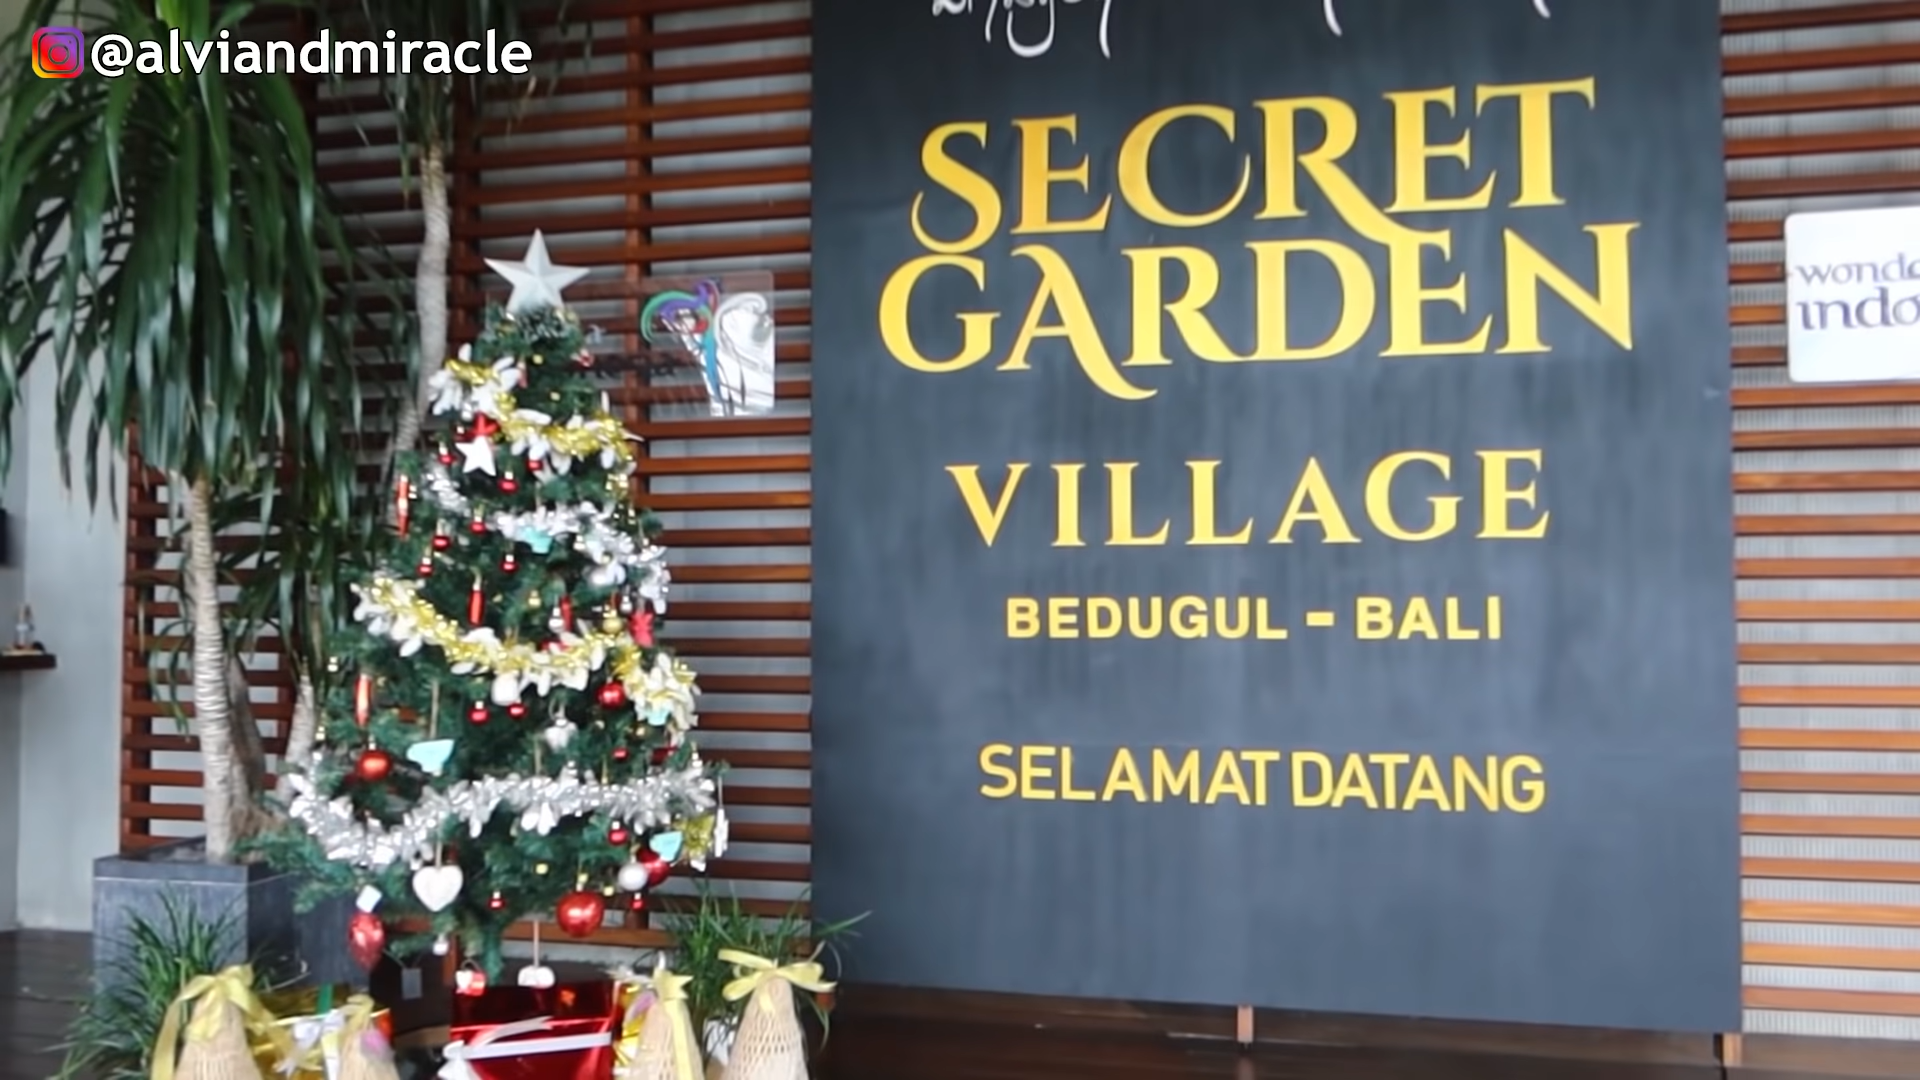 @alviandmiracle
SECRET
GARDEN
VILLAGE
BEDUGUL - BALI
SELAMAT DATANG